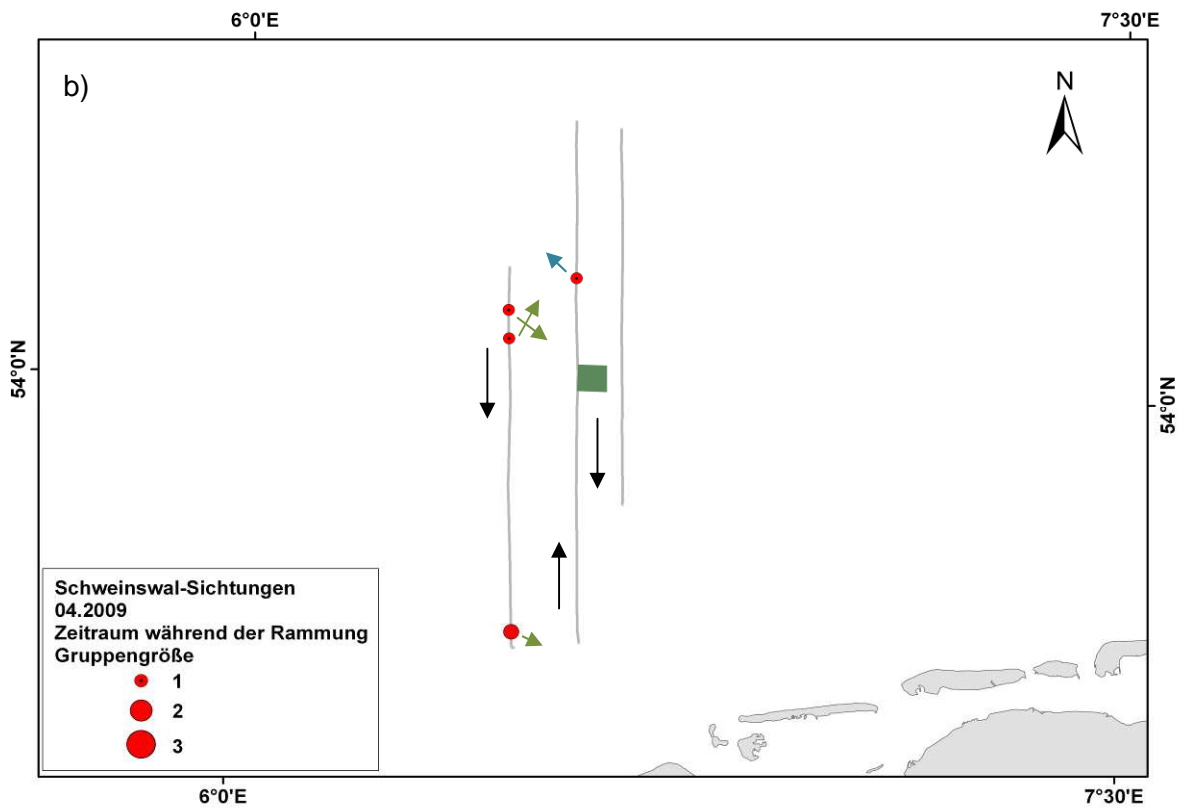 6°0'E 7°30'E
b)
N
54°0'N
54°0'N
Schweinswal-Sichtungen
04.2009
Zeitraum während der Rammung
Gruppengröße
1
2
3
6°0'E 7°30'E